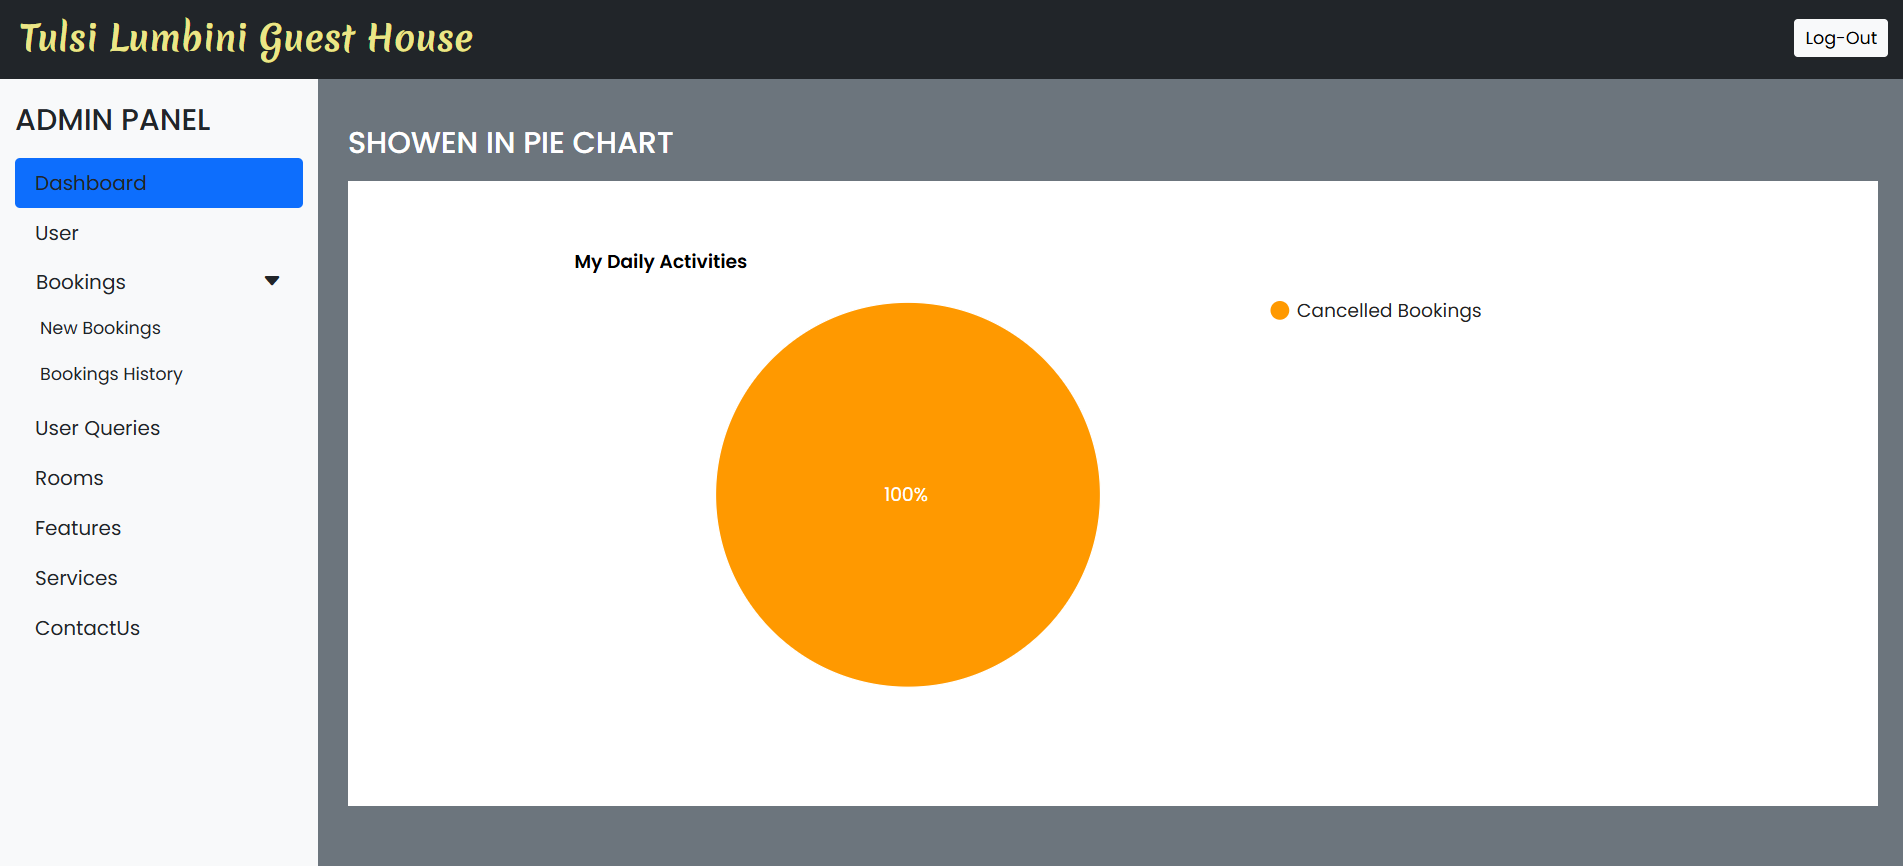 Tulsi Lumbini Guest House
Log-Out
ADMIN PANEL
Dashboard
User
Bookings
New Bookings
Bookings History
User Queries
Rooms
Features
Services
ContactUs
SHOWEN IN PIE CHART
My Daily Activities
Cancelled Bookings
100%